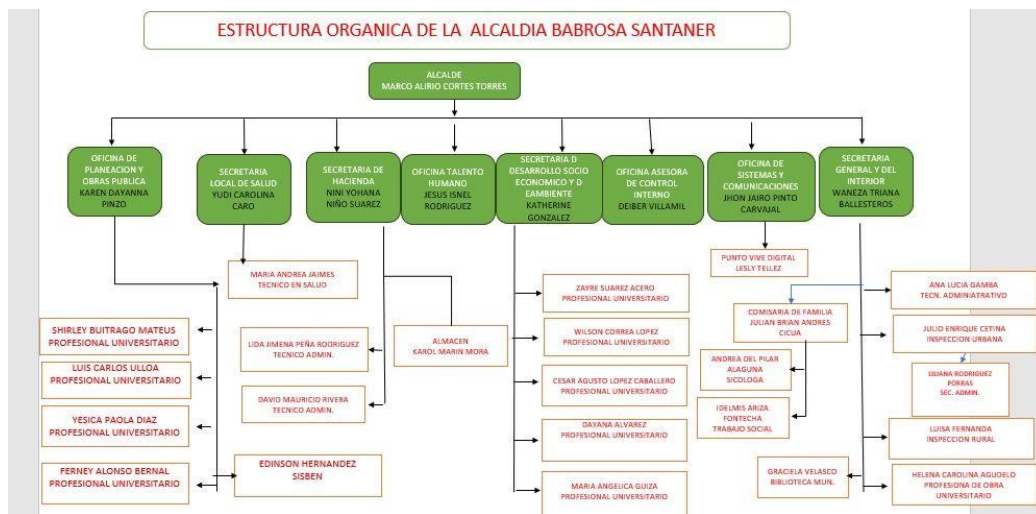 ESTRUCTURA ORGANICA DE LA ALCALDIA BABROSA SANTANER
ALCALDE
MARCO ALIRIO CORTES TORRES
OFICINA DE
PLANEACION Y
OBRAS PUBLICA
KAREN DAYANNA
PINZO
SECRETARIA
LOCAL DE SALUD
YUDI CAROLINA
CARO
SECRETARIA DE
HACIENDA
NINI YOHANA
NIÑO SUAREZ
OFICINA TALENTO
HUMANO
JESUS ISNEL
RODRIGUEZ
SECRETARIA D
DESARROLLO SOCIO
ECONOMICO Y D
EAMBIENTE
KATHERINE
GONZALEZ
OFICINA ASESORA
DE CONTROL
INTERNO
DEIBER VILLAMIL
OFICINA DE
SISTEMAS Y
COMUNICACIONES
JHON JAIRO PINTO
CARVAJAL
SECRETARIA
GENERAL Y DEL
INTERIOR
WANEZA TRIANA
BALLESTEROS
MARIA ANDREA JAIMES
TECNICO EN SALUD
SHIRLEY BUITRAGO MATEUS
PROFESIONAL UNIVERSITARIO
LUIS CARLOS ULLOA
PROFESIONAL UNIVERSITARIO
YESICA PAOLA DIAZ
PROFESIONAL UNIVERSITARIO
FERNEY ALONSO BERNAL
PROFESIONAL UNIVERSITARIO
EDINSON HERNANDEZ
SISBEN
LIDA JIMENA PEÑA RODRIGUEZ
TECNICO ADMIN.
DAVID MAURICIO RIVERA
TECNICO ADMIN.
ALMACEN
KAROL MARIN MORA
ZAYRE SUAREZ ACERO
PROFESIONAL UNIVERSITARIO
WILSON CORREA LOPEZ
PROFESIONAL UNIVERSITARIO
CESAR AGUSTO LOPEZ CABALLERO
PROFESIONAL UNIVERSITARIO
DAYANA ALVAREZ
PROFESIONAL UNIVERSITARIO
MARIA ANGELICA GUIZA
PROFESIONAL UNIVERSITARIO
PUNTO VIVE DIGITAL
LESLY TELLEZ
COMISARIA DE FAMILIA
JULIAN BRIAN ANDRES
CICUA
ANDREA DEL PILAR
ALAGUNA
SICOLOGA
IDELMIS ARIZA
FONTECHA
TRABAJO SOCIAL
GRACIELA VELASCO
BIBLIOTECA MUN.
ANA LUCIA GAMBA
TECN. ADMINIATRATIVO
JULIO ENRIQUE CETINA
INSPECCION URBANA
LILIANA RODRIGUEZ
PORRAS
SEC. ADMIN.
LUISA FERNANDA
INSPECCION RURAL
HELENA CAROLINA AGUDELO
PROFESIONA DE OBRA
UNIVERSITARIO